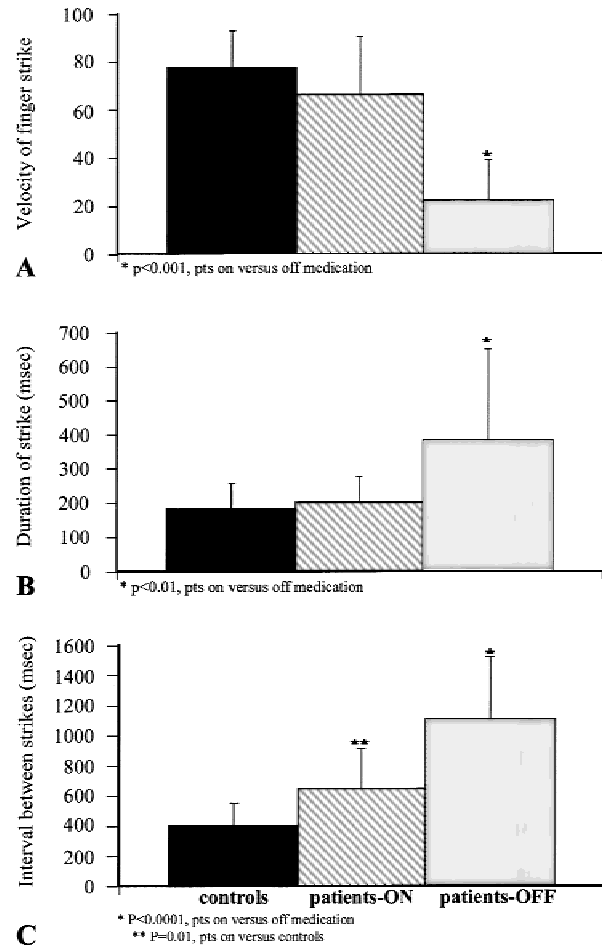 Velocity of finger strike
100
80
60
40
20
0
*
A
* p<0.001, pts on versus off medication
Duration of strike (msec)
700
600
500
400
300
200
100
0
*
B
* p<0.01, pts on versus off medication
Interval between strikes (msec)
1600
1400
1200
1000
800
600
400
200
0
**
*
controls patients-ON patients-OFF
C
* P<0.0001, pts on versus off medication
** P=0.01, pts on versus controls